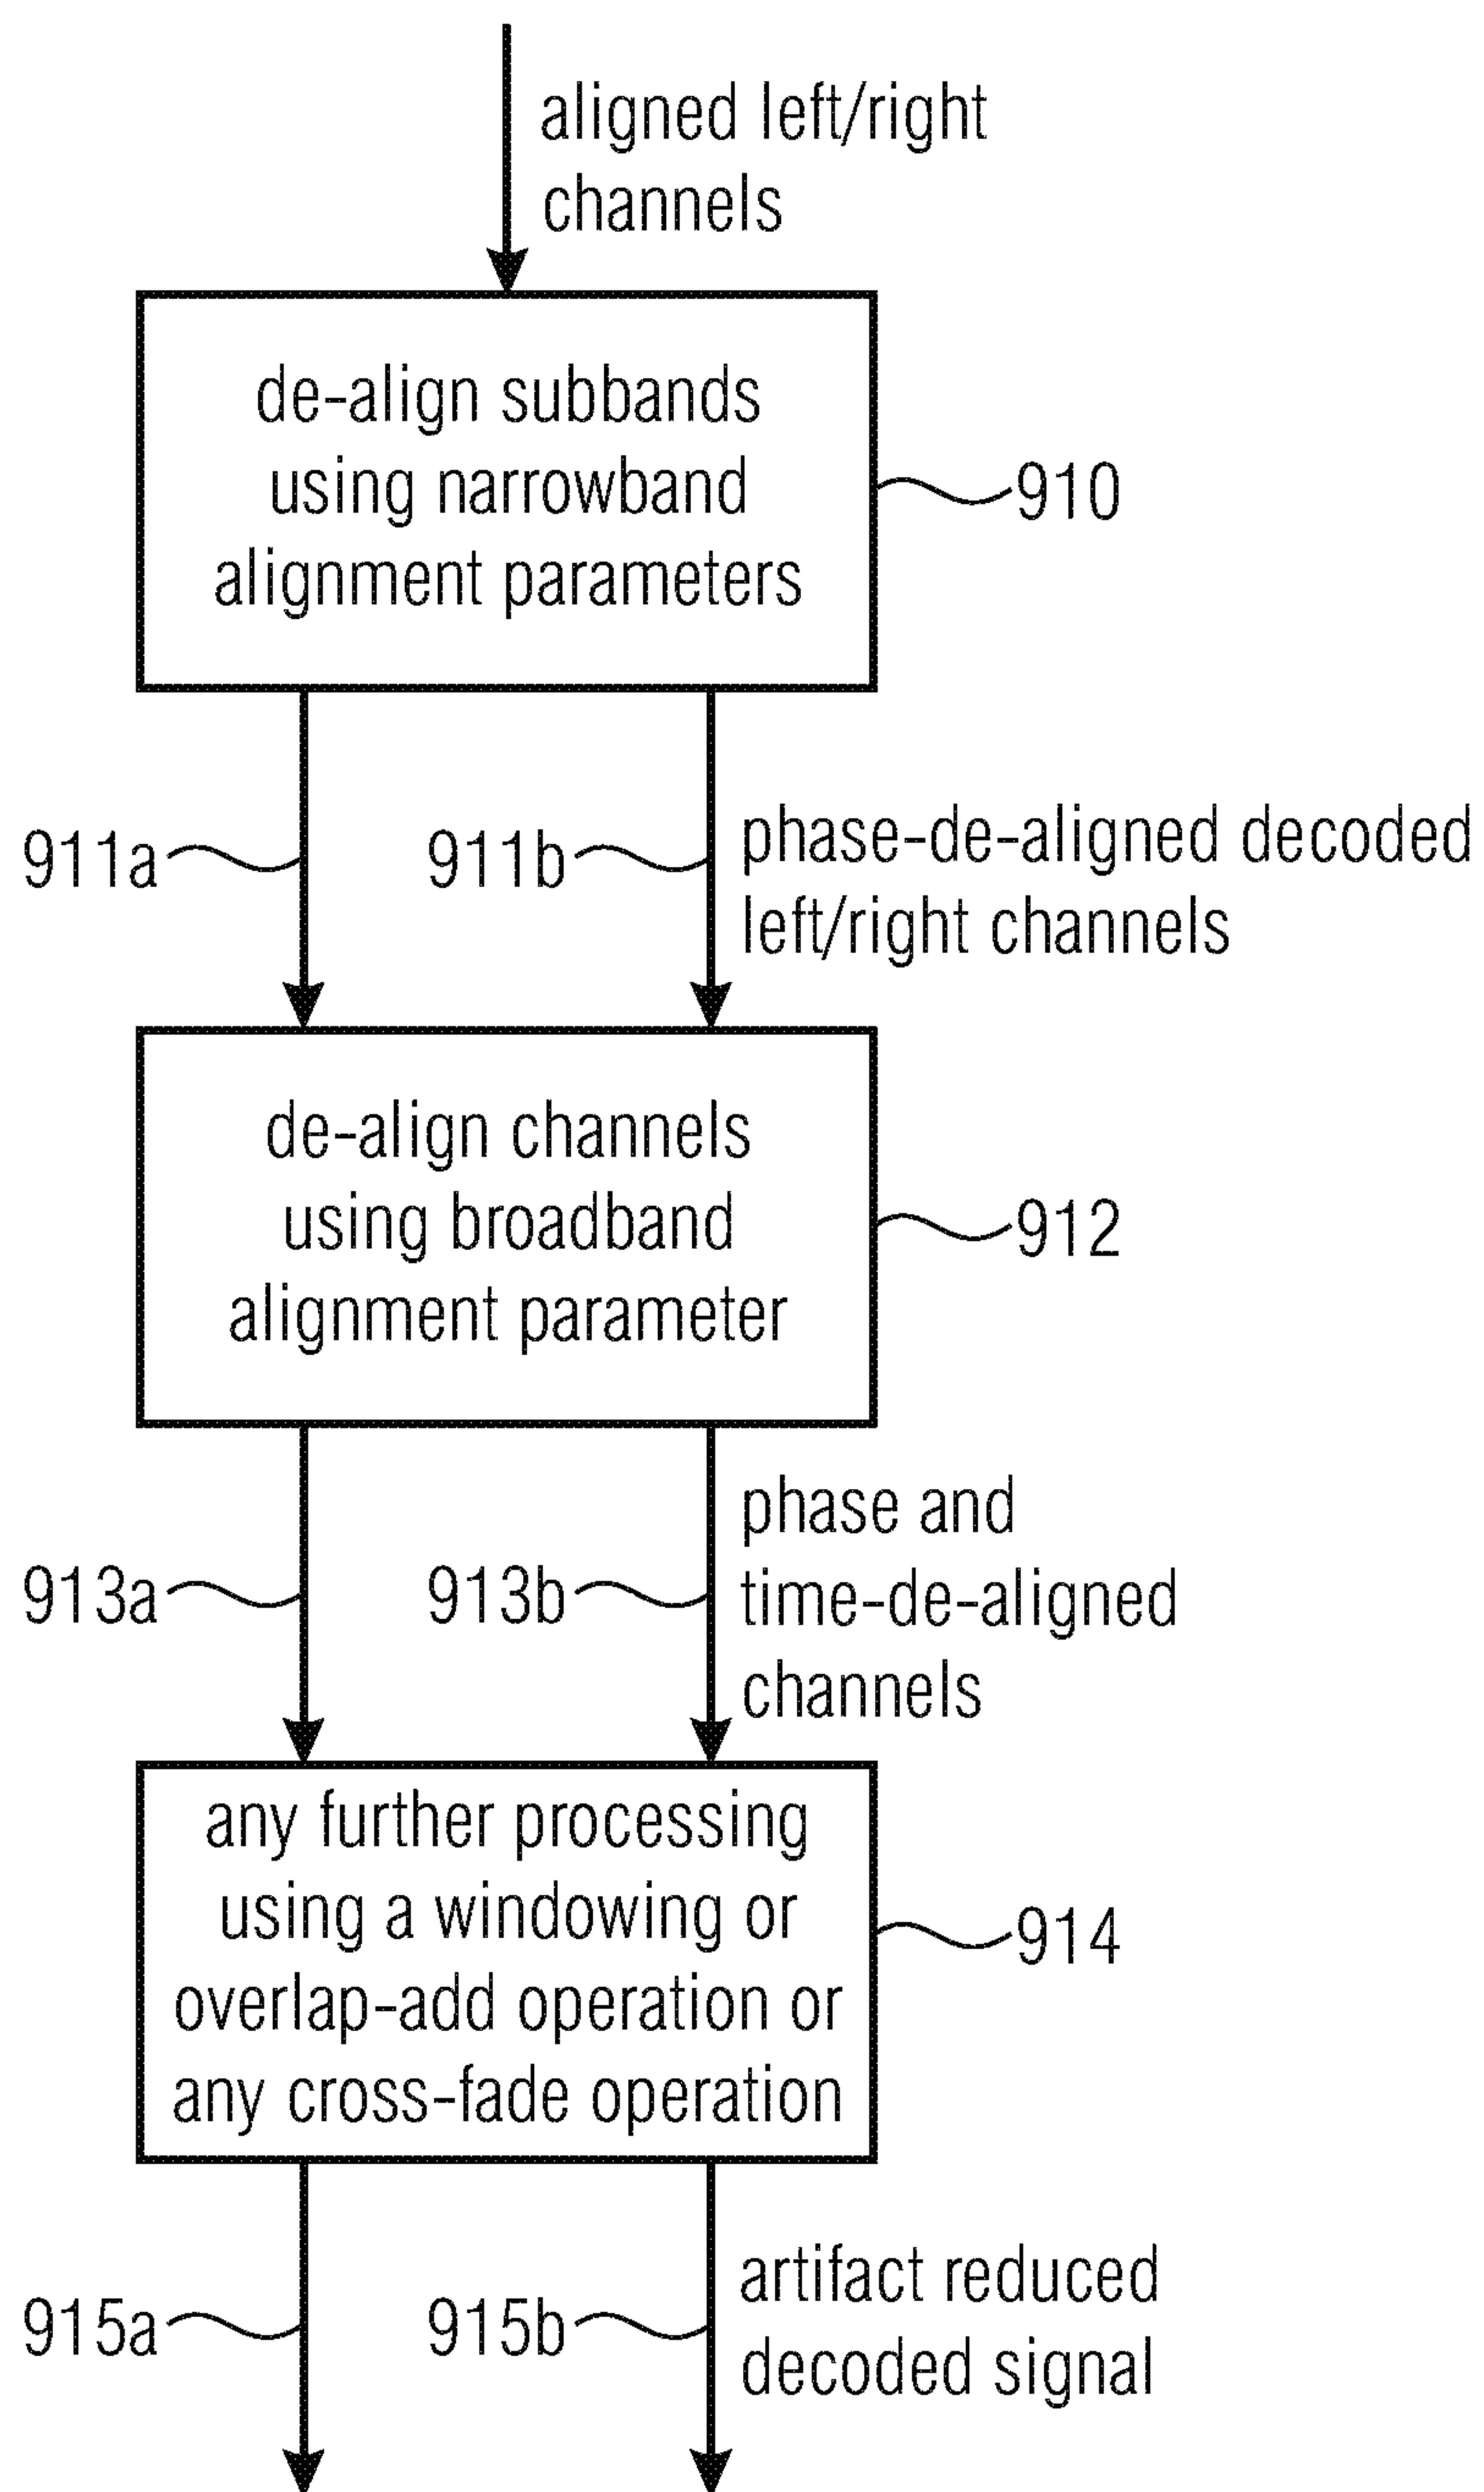 aligned left/right
channels
de-align subbands
using narrowband
alignment parameters
910
911a
911b
phase-de-aligned decoded
left/right channels
de-align channels
using broadband
alignment parameter
912
phase and
913a
913b
time-de-aligned
channels
any further processing
using a windowing or
overlap-add operation or
any cross-fade operation
914
915a
915b
artifact reduced
decoded signal